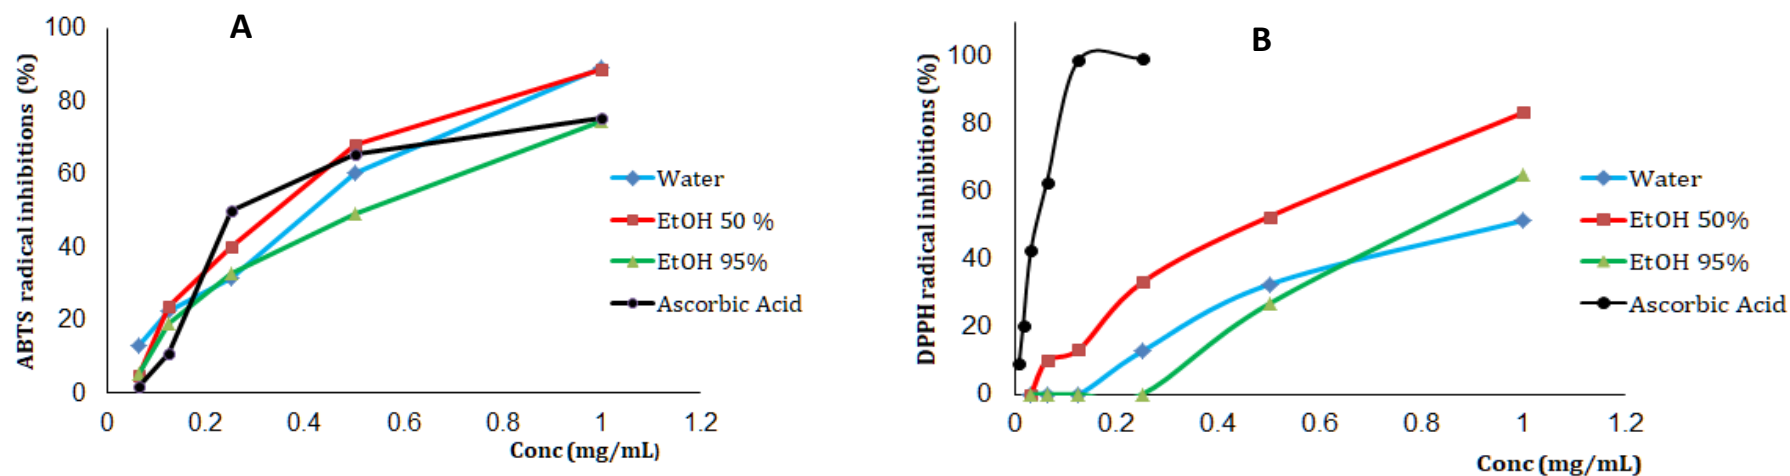 A
ABTS radical inhibitions (%)
100
80
60
40
20
0
0 0.2 0.4 0.6 0.8 1 1.2
Conc (mg/mL)
Water
EtOH 50 %
EtOH 95%
Ascorbic Acid
B
DPPH radical inhibitions (%)
100
80
60
40
20
0
0 0.2 0.4 0.6 0.8 1 1.2
Conc (mg/mL)
Water
EtOH 50%
EtOH 95%
Ascorbic Acid